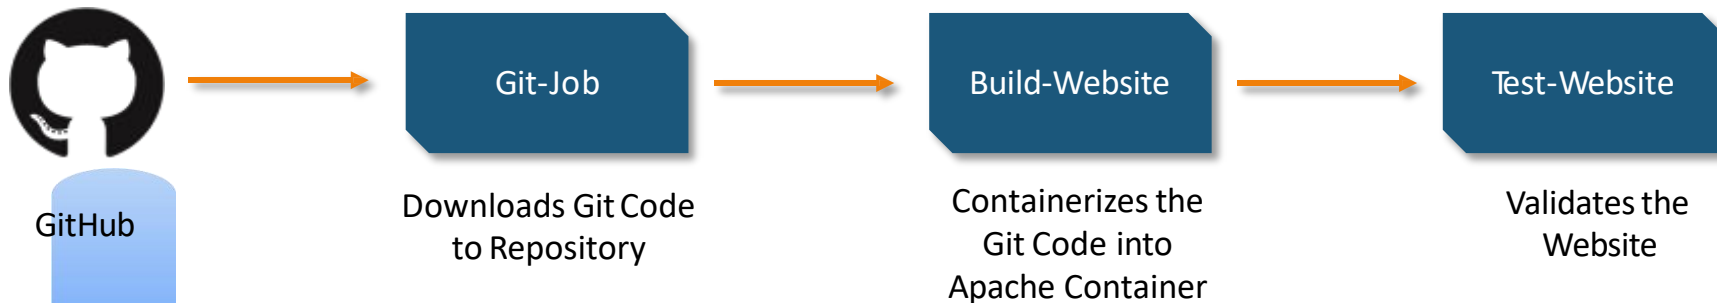 GitHub
Git-Job
Downloads Git Code
to Repository
Build-Website
Containerizes the
Git Code into
Apache Container
Test-Website
Validates the
Website